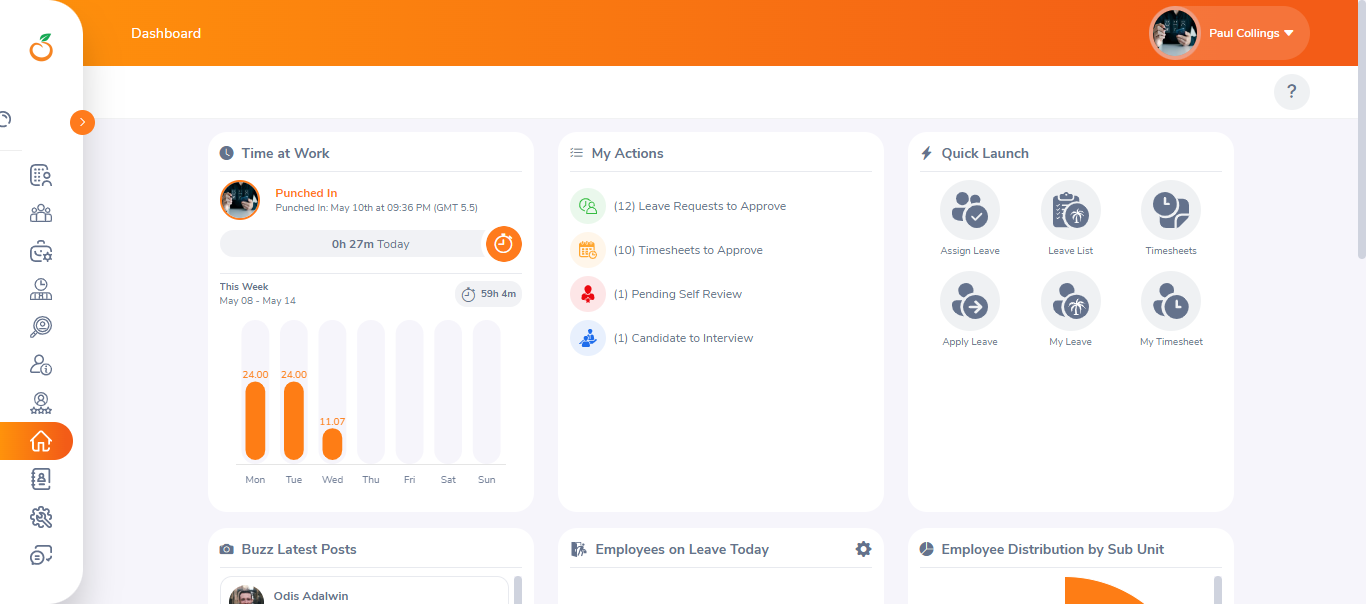 Dashboard
Paul Collings
?
Time at Work
Punched In
Punched In: May 10th at 09:36 PM (GMT 5.5)
0h 27m Today
This Week
May 08 - May 14
59h 4m
24.00 24.00
11.07
Mon Tue Wed Thu Fri Sat Sun
My Actions
(12) Leave Requests to Approve
(10) Timesheets to Approve
(1) Pending Self Review
(1) Candidate to Interview
Quick Launch
Assign Leave Leave List Timesheets
Apply Leave My Leave My Timesheet
Buzz Latest Posts
Odis Adalwin
Employees on Leave Today
Employee Distribution by Sub Unit